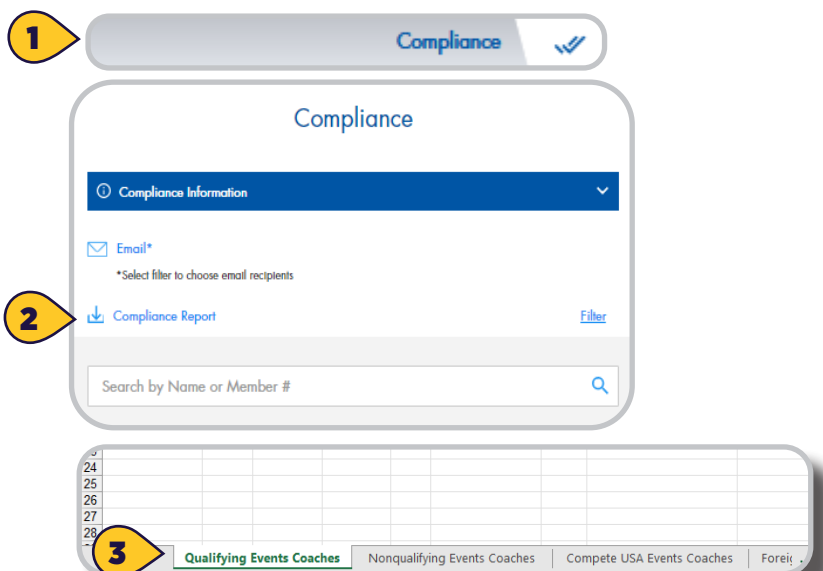 1
Compliance
Compliance
Compliance Information
Email*
*Select filter to choose email recipients
2
Compliance Report Filter
Search by Name or Member #
24
25
26
27
28
3
Qualifying Events Coaches Nonqualifying Events Coaches Compete USA Events Coaches